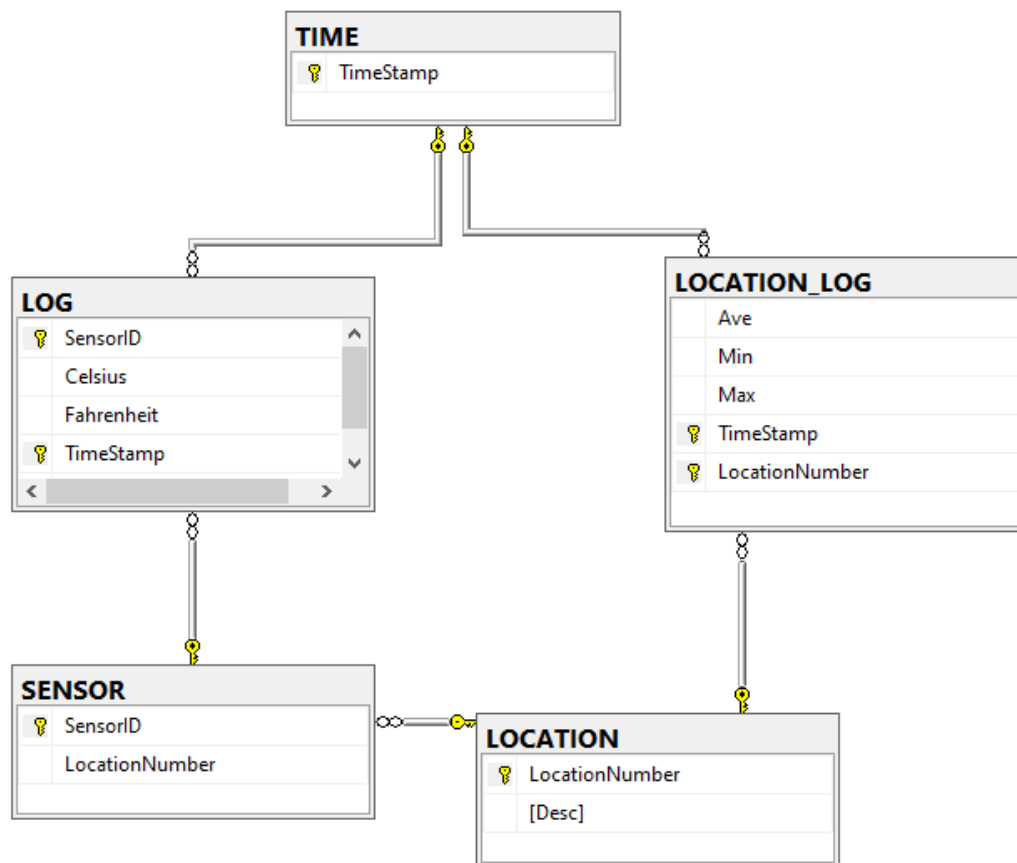 TIME
TimeStamp
LOG
SensorID
Celsius
Fahrenheit
TimeStamp
LOCATION_LOG
Ave
Min
Max
TimeStamp
LocationNumber
SENSOR
SensorID
LocationNumber
LOCATION
LocationNumber
[Desc]